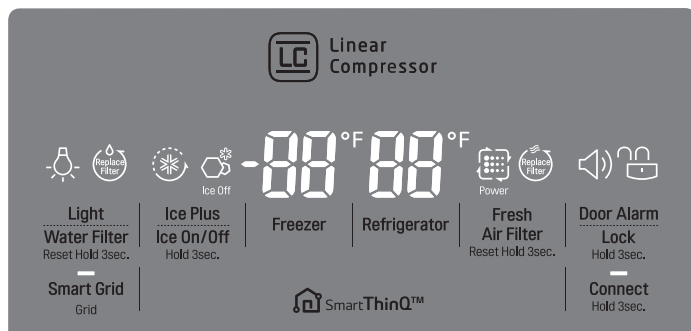 LC Linear
Compressor
-88 °F 88 °F
Replace
Filter
Ice Off
Power
Replace
Filter
Light
Water Filter
Reset Hold 3sec.
Smart Grid
Grid
Ice Plus
Ice On/Off
Hold 3sec.
Freezer
Refrigerator
Fresh
Air Filter
Reset Hold 3sec.
Door Alarm
Lock
Hold 3sec.
Connect
Hold 3sec.
SmartThinQ™